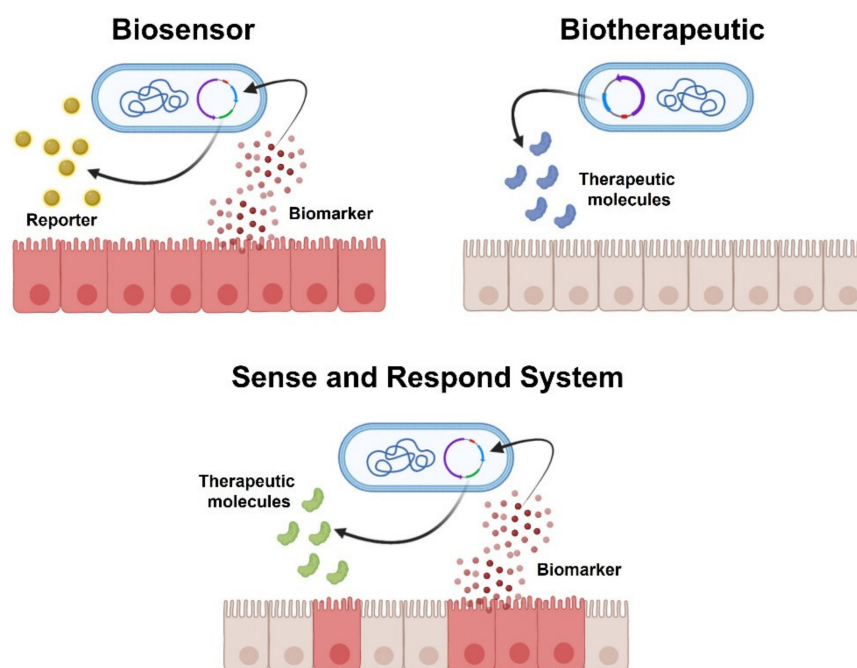 Biosensor
Biotherapeutic
Reporter
Biomarker
Therapeutic
molecules
Sense and Respond System
Therapeutic
molecules
Biomarker